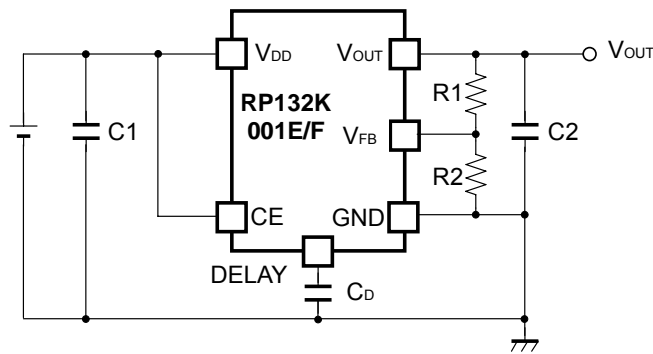 VDD
VOUT
VOUT
RP132K
001E/F
R1
C1
VFB
C2
R2
CE
GND
DELAY
CD